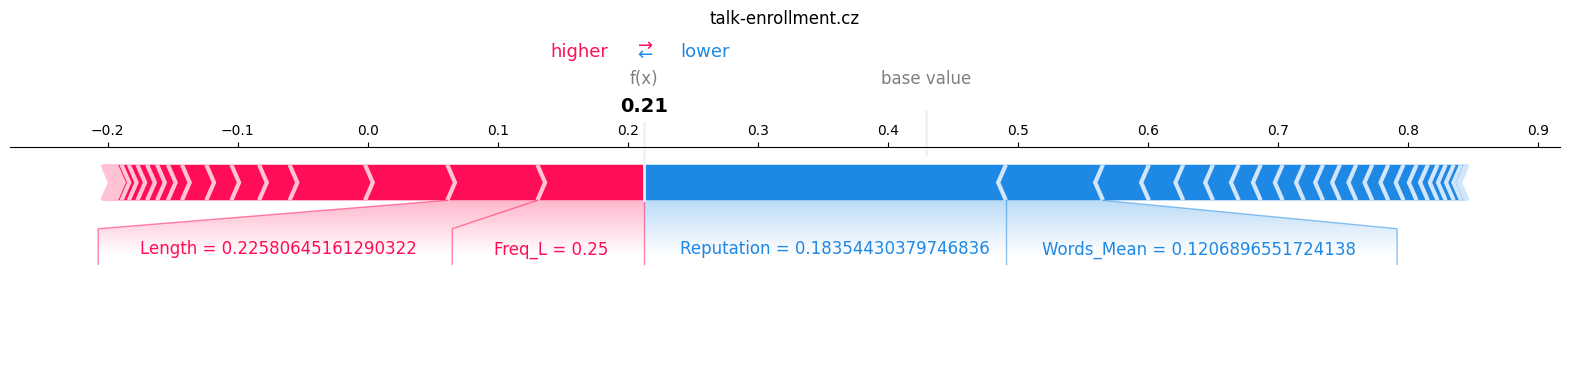 talk-enrollment.cz
higher ⇄ lower
f(x) base value
0.21
−0.2 −0.1 0.0 0.1 0.2 0.3 0.4 0.5 0.6 0.7 0.8 0.9
Length = 0.22580645161290322 Freq_L = 0.25 Reputation = 0.18354430379746836 Words_Mean = 0.1206896551724138